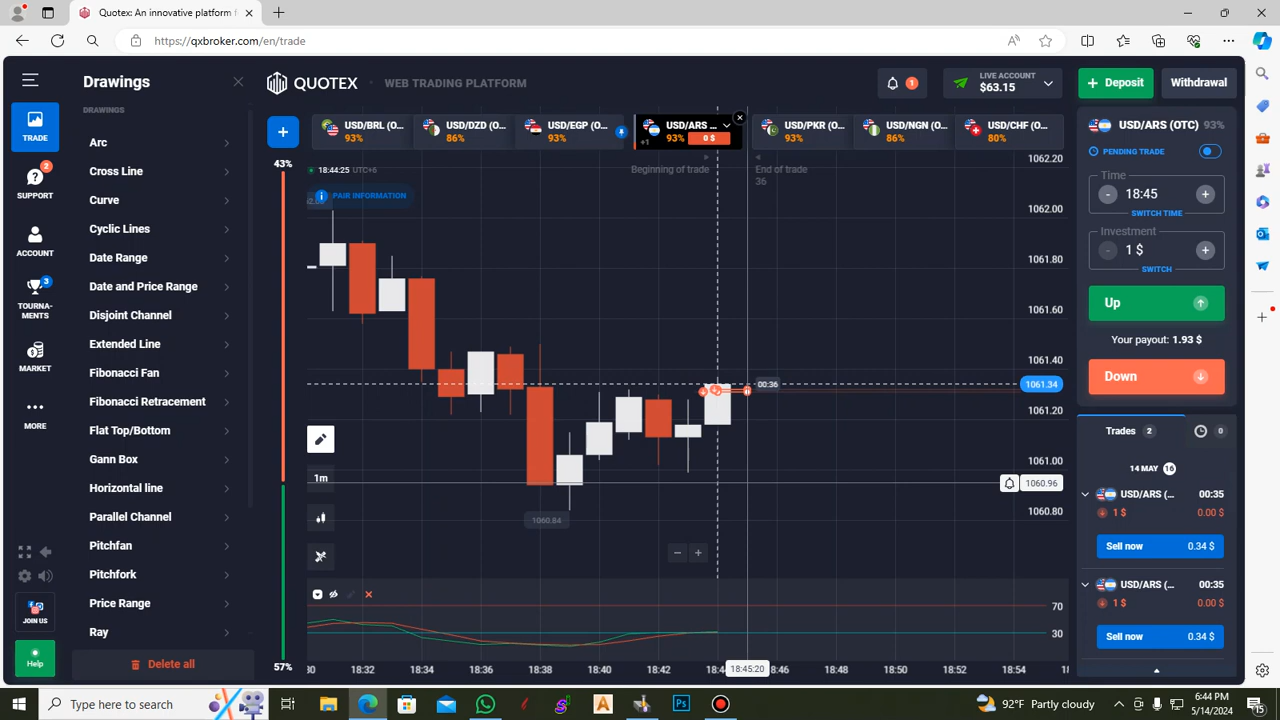 Quotex: An innovative platform f
https://qxbroker.com/en/trade
Drawings
QUOTEX
WEB TRADING PLATFORM
1
LIVE ACCOUNT
$63.15
Deposit
Withdrawal
DRAWINGS
TRADE
Arc
Cross Line
Curve
Cyclic Lines
Date Range
Date and Price Range
Disjoint Channel
Extended Line
Fibonacci Fan
Fibonacci Retracement
Flat Top/Bottom
Gann Box
Horizontal line
Parallel Channel
Pitchfan
Pitchfork
Price Range
Ray
Delete all
2
SUPPORT
ACCOUNT
3
TOURNA-
MENTS
MARKET
MORE
JOIN US
Help
USD/BRL (O...
93%
USD/DZD (O...
86%
USD/EGP (O...
93%
USD/ARS ...
+1
93%
0 $
USD/PKR (O...
93%
USD/NGN (O...
86%
USD/CHF (O...
80%
43%
57%
18:44:25 UTC+6
PAIR INFORMATION
Beginning of trade
End of trade
36
1062.20
1062.00
1061.80
1061.60
1061.40
1061.34
1061.20
1061.00
1060.96
1060.80
00:36
1m
1060.84
70
30
18:32
18:34
18:36
18:38
18:40
18:42
18:45:20
18:50
18:52
18:54
USD/ARS (OTC) 93%
PENDING TRADE
Time
18:45
SWITCH TIME
Investment
1 $
SWITCH
Up
Your payout: 1.93 $
Down
Trades 2
0
14 MAY 16
USD/ARS (... 00:35
1 $ 0.00 $
Sell now 0.34 $
USD/ARS (... 00:35
1 $ 0.00 $
Sell now 0.34 $
Type here to search
92°F Partly cloudy
6:44 PM
5/14/2024
15